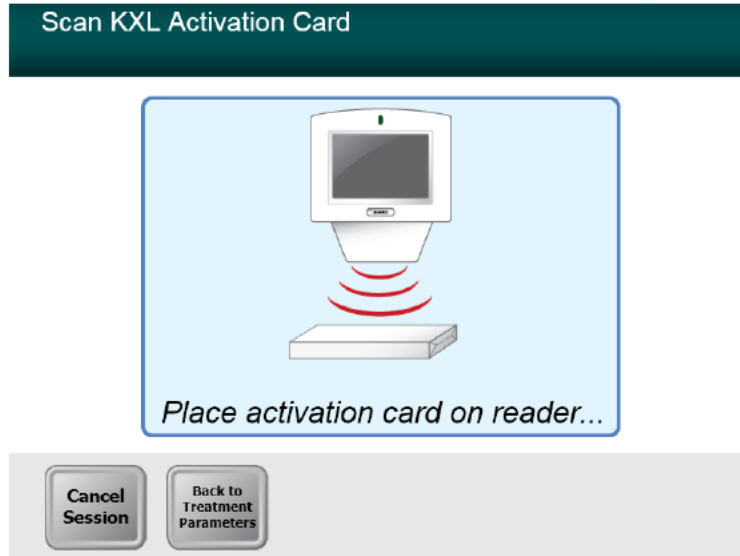 Scan KXL Activation Card
Place activation card on reader...
Cancel
Session
Back to
Treatment
Parameters